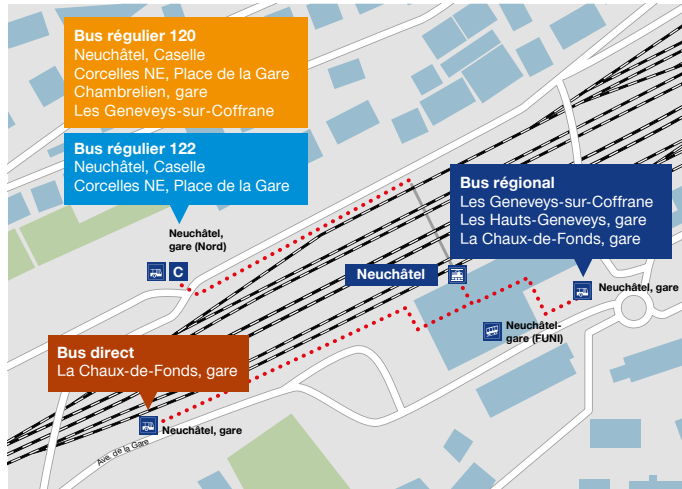 Bus régulier 120
Neuchâtel, Caselle
Corcelles NE, Place de la Gare
Chambrelien, gare
Les Geneveys-sur-Coffrane
Bus régulier 122
Neuchâtel, Caselle
Corcelles NE, Place de la Gare
Bus régional
Les Geneveys-sur-Coffrane
Les Hauts-Geneveys, gare
La Chaux-de-Fonds, gare
Neuchâtel,
gare (Nord)
C
Neuchâtel
Neuchâtel, gare
Neuchâtel-
gare (FUNI)
Bus direct
La Chaux-de-Fonds, gare
Neuchâtel, gare
Ave. de la Gare